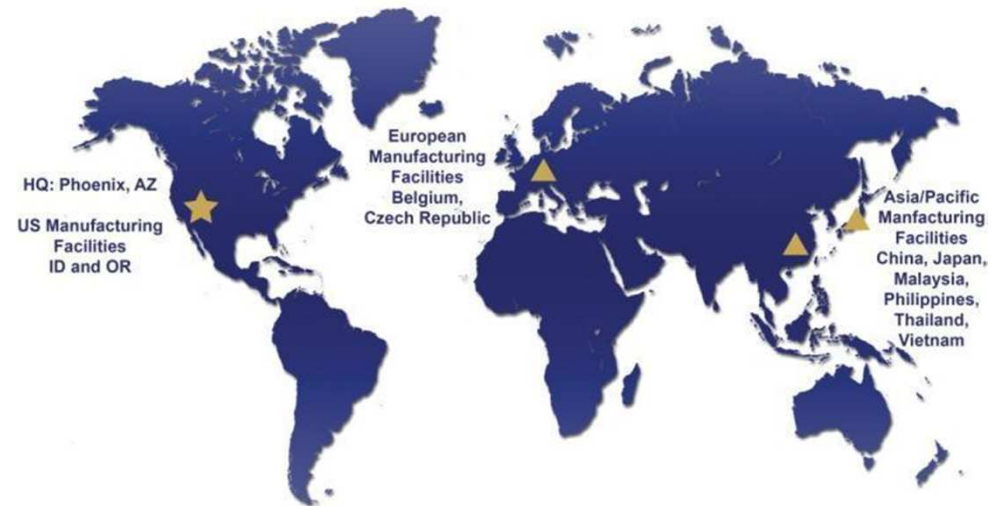 HQ: Phoenix, AZ
US Manufacturing
Facilities
ID and OR
European
Manufacturing
Facilities
Belgium,
Czech Republic
Asia/Pacific
Manfacturing
Facilities
China, Japan,
Malaysia,
Philippines,
Thailand,
Vietnam